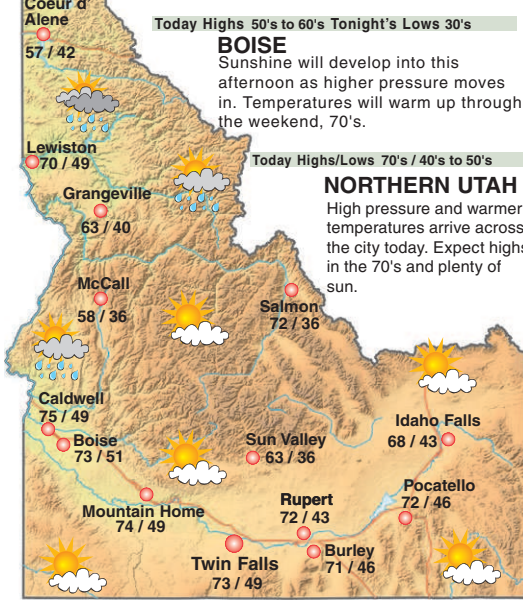 Coeur d'
Alene
57 / 42
Today Highs 50's to 60's Tonight's Lows 30's
BOISE
Sunshine will develop into this
afternoon as higher pressure moves
in. Temperatures will warm up through
the weekend, 70's.
Lewiston
70 / 49
Today Highs/Lows 70's / 40's to 50's
NORTHERN UTAH
High pressure and warmer
temperatures arrive across
the city today. Expect highs
in the 70's and plenty of
sun.
Grangeville
63 / 40
McCall
58 / 36
Salmon
72 / 36
Caldwell
75 / 49
Boise
73 / 51
Sun Valley
63 / 36
Idaho Falls
68 / 43
Mountain Home
74 / 49
Rupert
72 / 43
Pocatello
72 / 46
Twin Falls
73 / 49
Burley
71 / 46